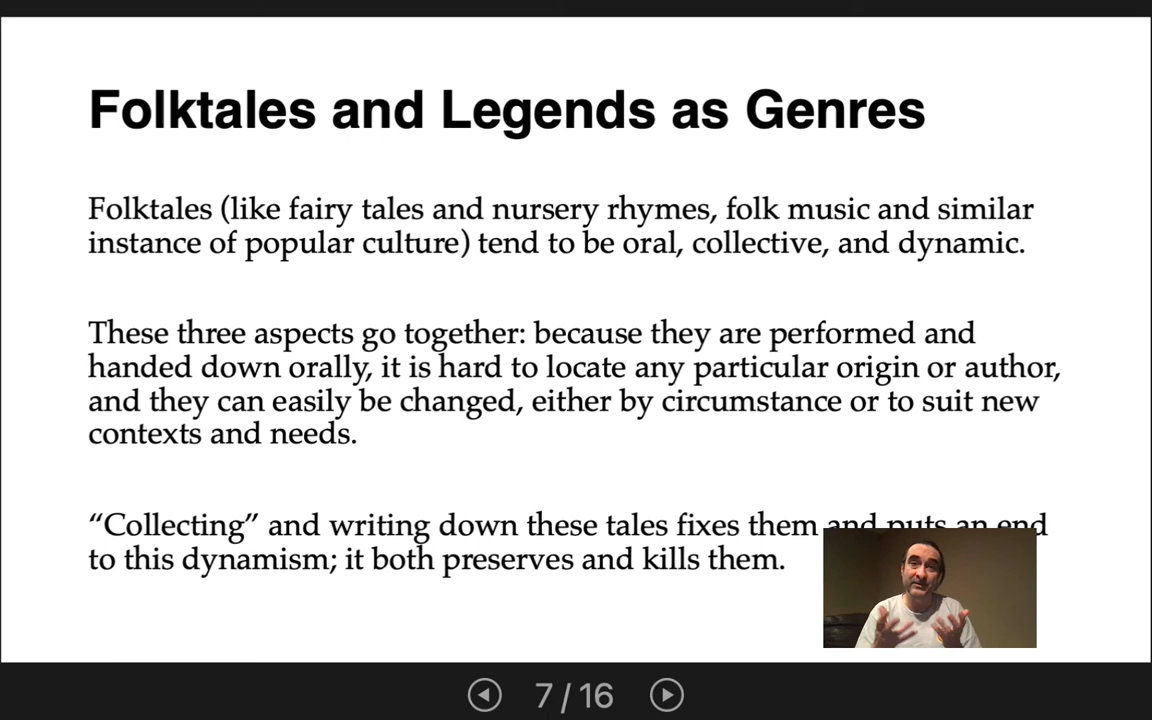 Folktales and Legends as Genres
Folktales (like fairy tales and nursery rhymes, folk music and similar
instance of popular culture) tend to be oral, collective, and dynamic.
These three aspects go together: because they are performed and
handed down orally, it is hard to locate any particular origin or author,
and they can easily be changed, either by circumstance or to suit new
contexts and needs.
“Collecting” and writing down these tales fixes them and puts an end
to this dynamism; it both preserves and kills them.
7 / 16